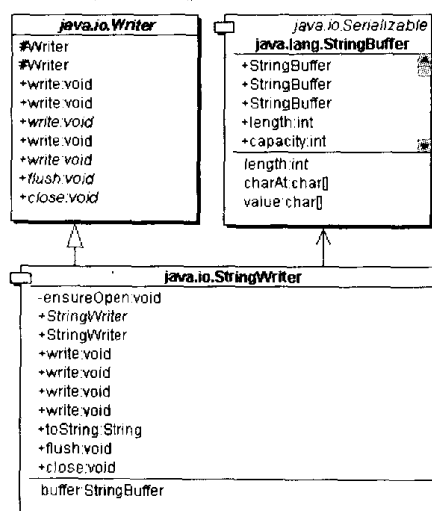 java.io.Writer
#Writer
#Writer
+write:void
+write:void
+write:void
+write:void
+write:void
+flush:void
+close:void
java.io.Serializable
java.lang.StringBuffer
+StringBuffer
+StringBuffer
+StringBuffer
+length:int
+capacity:int
length:int
charAt:char[]
value:char[]
java.io.StringWriter
-ensureOpen:void
+StringWriter
+StringWriter
+write:void
+write:void
+write:void
+write:void
+toString:String
+flush:void
+close:void
buffer:StringBuffer